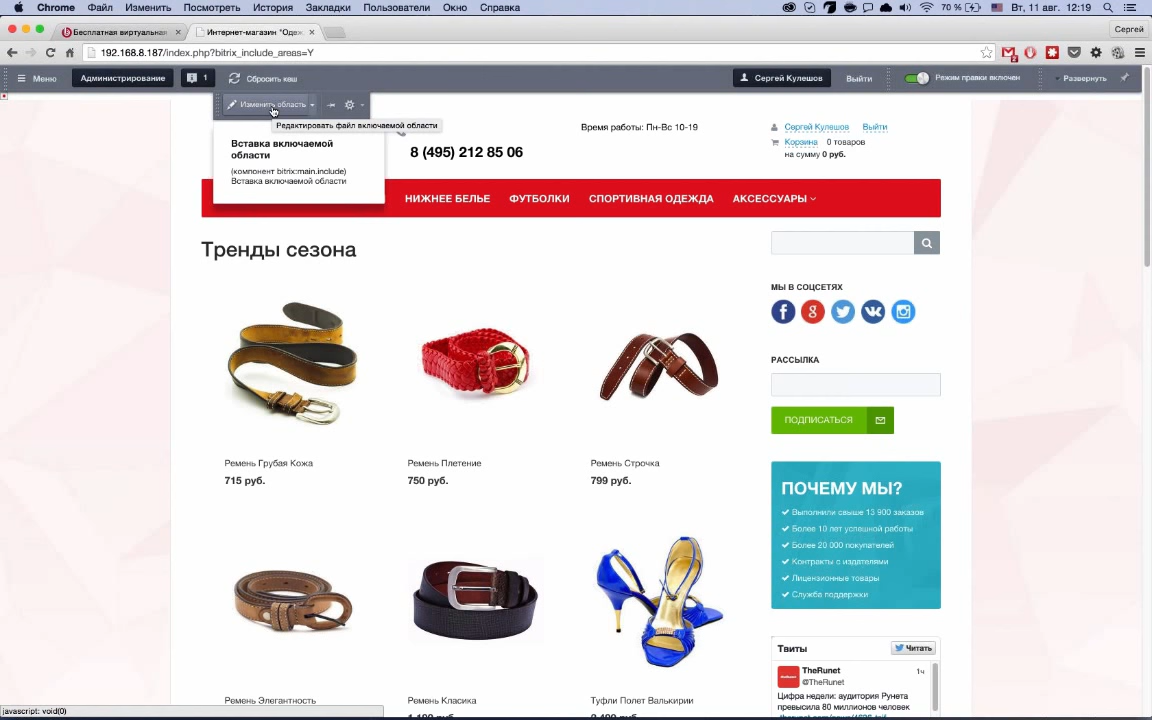 Chrome Файл Изменить Посмотреть История Закладки Пользователи Окно Справка 70 % Вт, 11 авг. 12:19
Бесплатная виртуальная × Интернет-магазин "Одеж × Сергей
192.168.8.187/index.php?bitrix_include_areas=Y
Меню Администрирование 1 Сбросить кеш Сергей Кулешов Выйти Режим правки включен Развернуть
Изменить область
Редактировать файл включаемой области
Вставка включаемой
области
(компонент bitrix:main.include)
Вставка включаемой области
8 (495) 212 85 06
Время работы: Пн-Вс 10-19
Сергей Кулешов Выйти
Корзина 0 товаров
на сумму 0 руб.
НИЖНЕЕ БЕЛЬЕ ФУТБОЛКИ СПОРТИВНАЯ ОДЕЖДА АКСЕССУАРЫ
Тренды сезона
Ремень Грубая Кожа
715 руб.
Ремень Плетение
750 руб.
Ремень Строчка
799 руб.
Ремень Элегантность
Ремень Класика
Туфли Полет Валькирии
МЫ В СОЦСЕТЯХ
РАССЫЛКА
ПОДПИСАТЬСЯ
ПОЧЕМУ МЫ?
Выполнили свыше 13 900 заказов
Более 10 лет успешной работы
Более 20 000 покупателей
Контракты с издателями
Лицензионные товары
Служба поддержки
Твиты Читать
TheRunet 1ч
@TheRunet
Цифра недели: аудитория Рунета
превысила 80 миллионов человек
javascript: void(0)